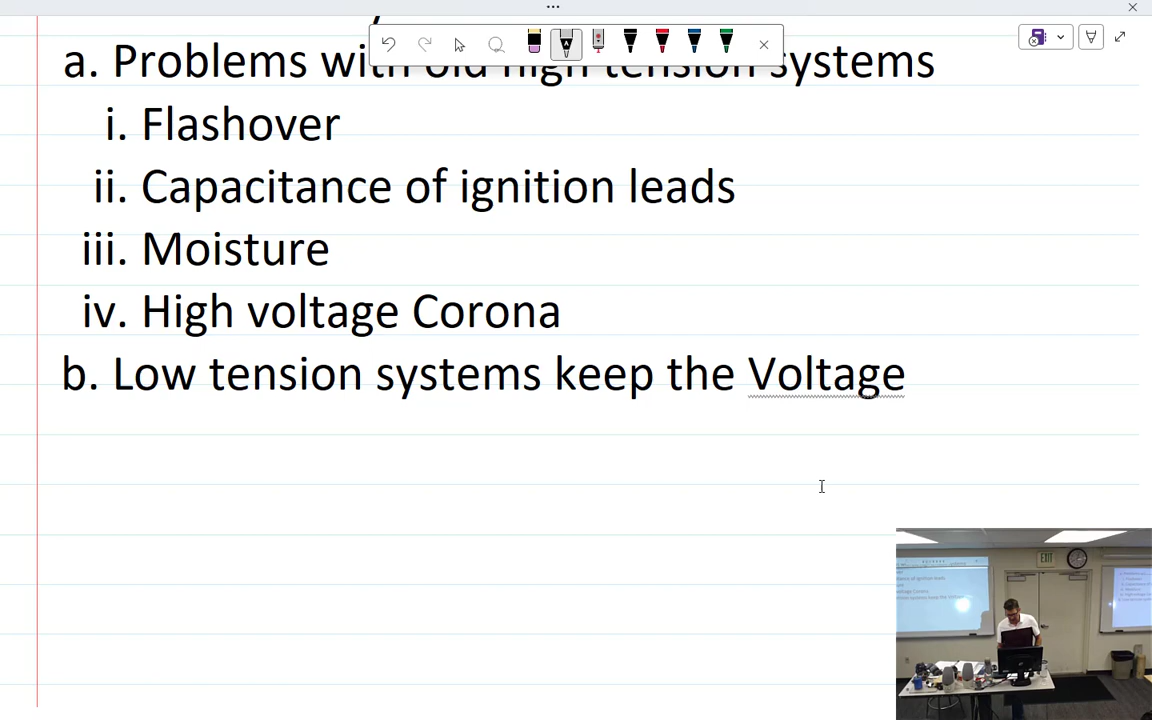 a. Problems with old high tension systems
i. Flashover
ii. Capacitance of ignition leads
iii. Moisture
iv. High voltage Corona
b. Low tension systems keep the Voltage
EXIT